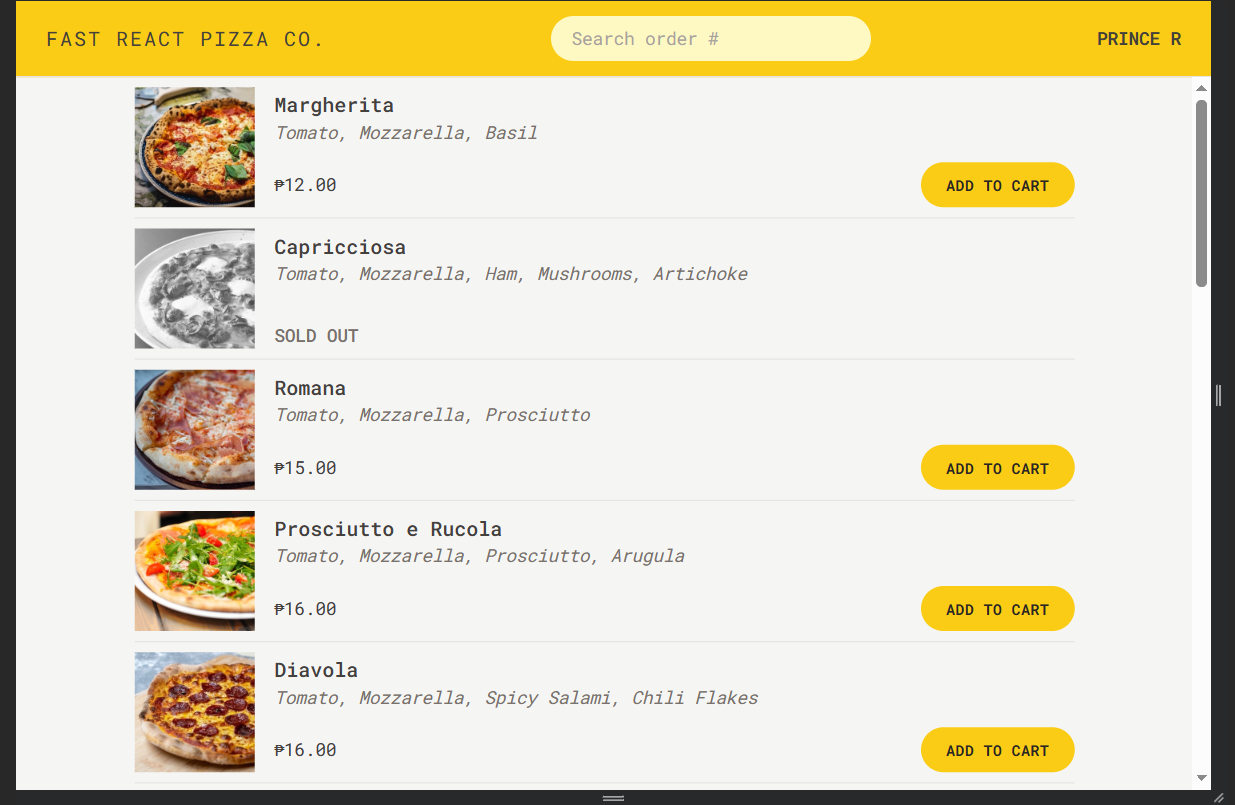 FAST REACT PIZZA CO.
Search order #
PRINCE R
Margherita
Tomato, Mozzarella, Basil
₱12.00
ADD TO CART
Capricciosa
Tomato, Mozzarella, Ham, Mushrooms, Artichoke
SOLD OUT
Romana
Tomato, Mozzarella, Prosciutto
₱15.00
ADD TO CART
Prosciutto e Rucola
Tomato, Mozzarella, Prosciutto, Arugula
₱16.00
ADD TO CART
Diavola
Tomato, Mozzarella, Spicy Salami, Chili Flakes
₱16.00
ADD TO CART